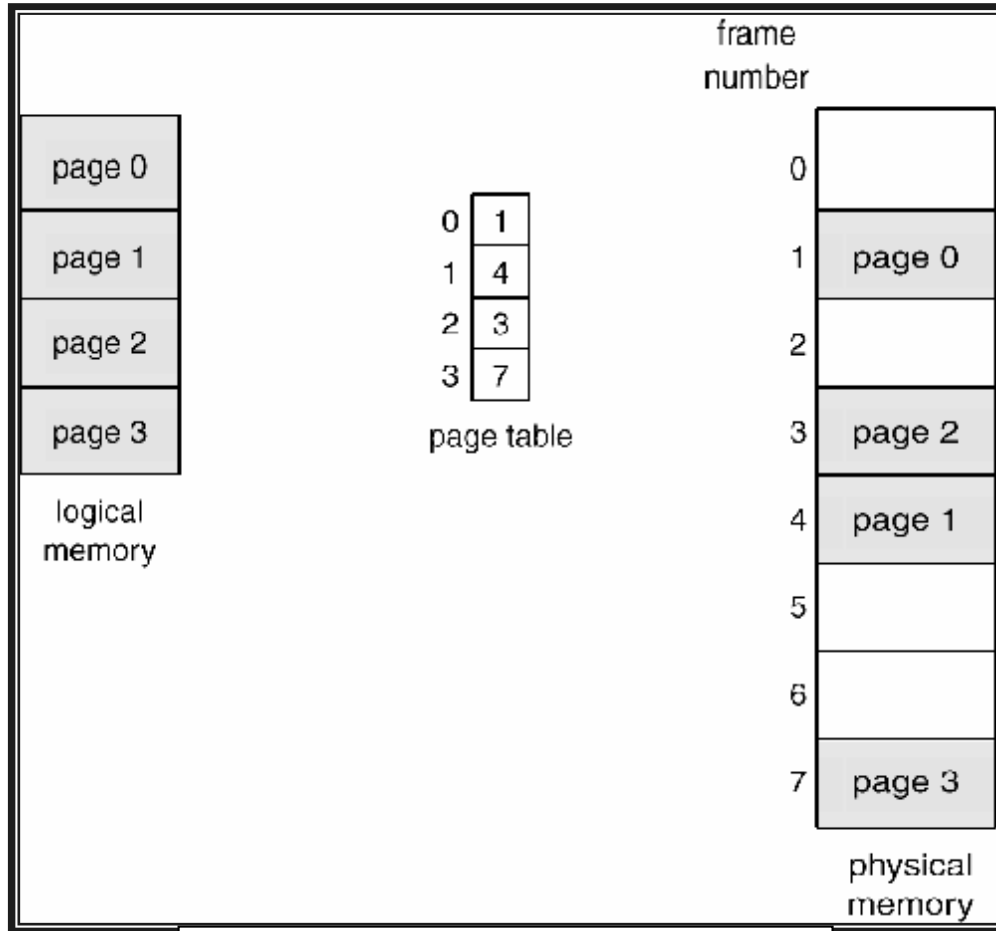 frame
number
page 0
page 1
page 2
page 3
logical
memory
0 1
1 4
2 3
3 7
page table
0
1 page 0
2
3 page 2
4 page 1
5
6
7 page 3
physical
memory